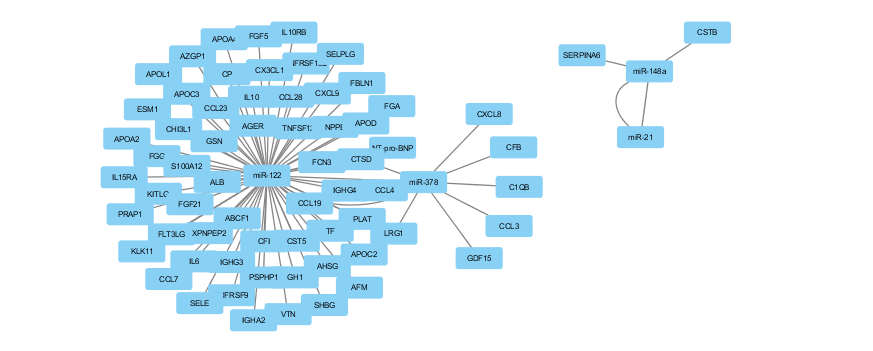 IL10RB
FGF5
APOA4
CSTB
SELPLG
SERPINA6
AZGP1
CX3CL1
miR-148a
APOL1
CP
FBLN1
APOC3
IL10
CCL28
CXCL9
ESM1
CCL23
FGA
CXCL8
CHI3L1
AGER
APOD
miR-21
APOA2
GSN
CFB
S100A12
FCN3
CTSD
IL15RA
ALB
miR-122
miR-378
C1QB
IGHG4
CCL4
PRAP1
FGF21
CCL19
ABCF1
PLAT
CCL3
FLT3LG
XPNPEP2
TF
LRG1
KLK11
CFI
CST5
APOC2
GDF15
IL6
IGHG3
AHSG
CCL7
PSPHP1
GH1
AFM
SELE
SHBG
IGHA2
VTN